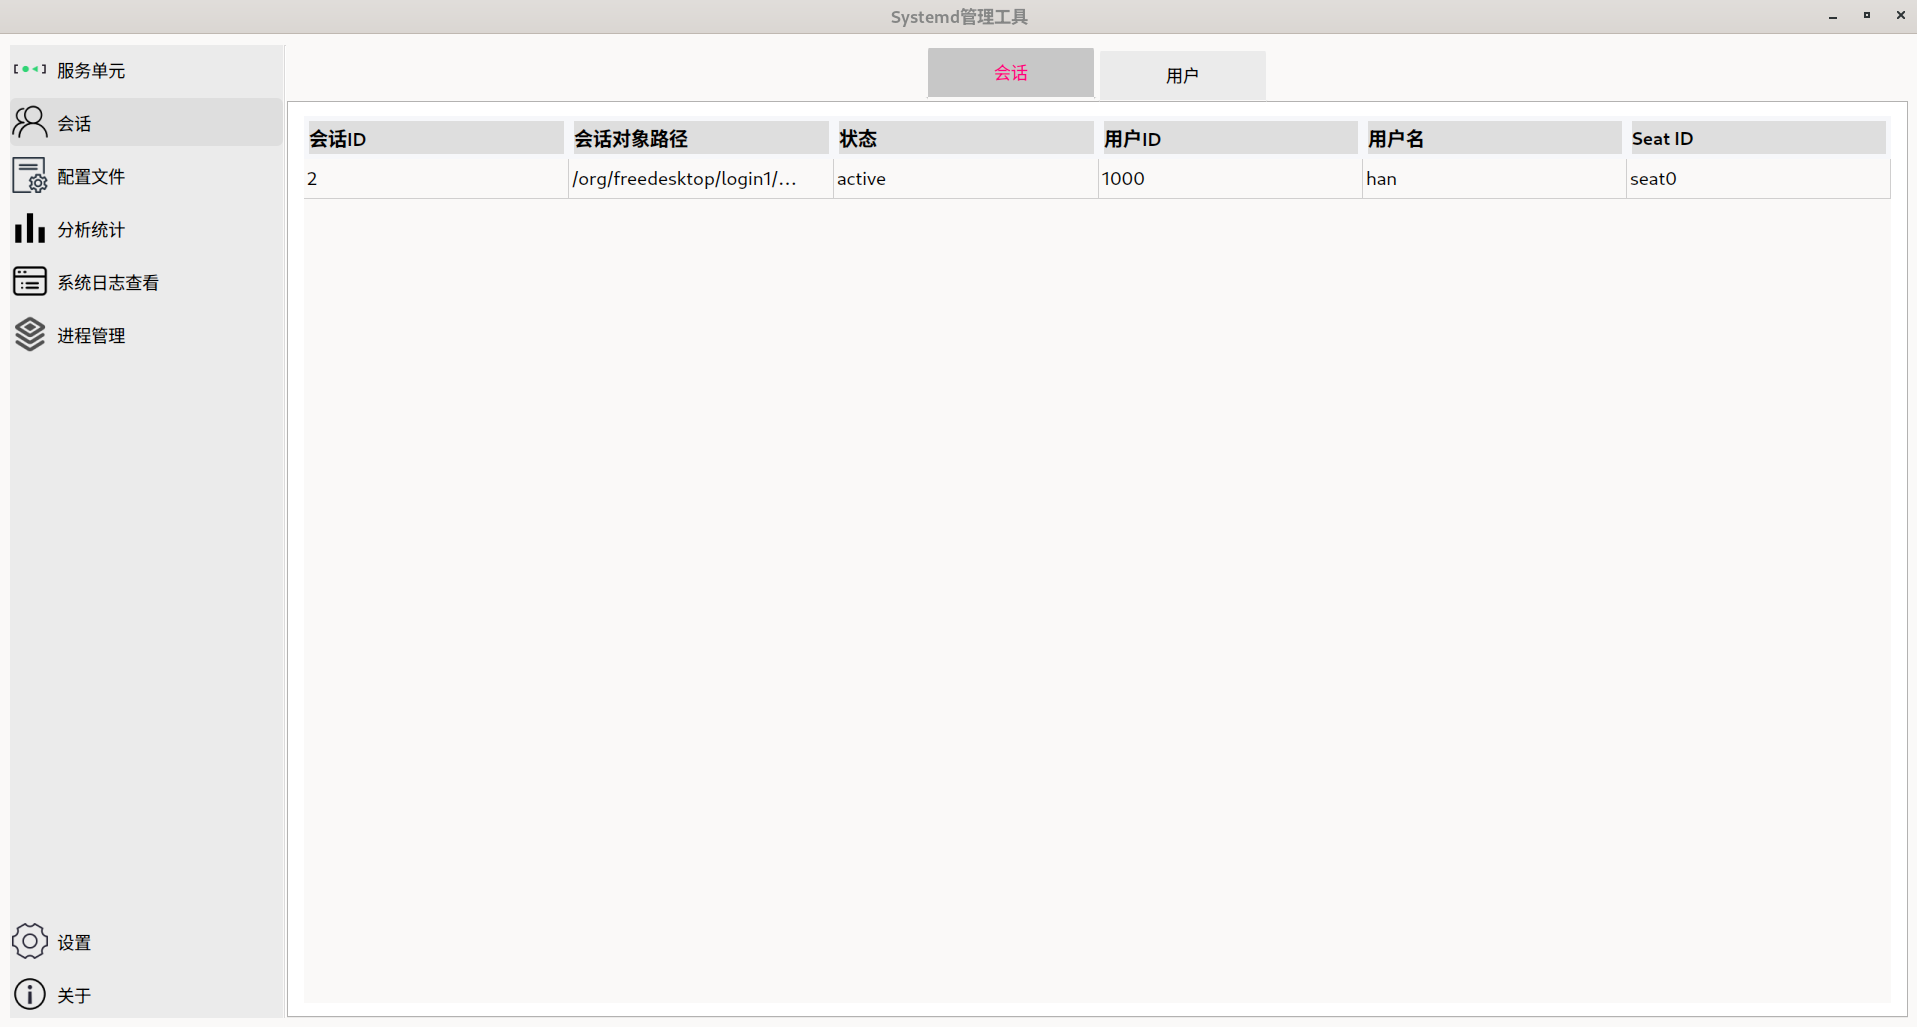 Systemd管理工具
服务单元
会话
配置文件
分析统计
系统日志查看
进程管理
设置
关于
会话 用户
会话ID 会话对象路径 状态 用户ID 用户名 Seat ID
2 /org/freedesktop/login1/... active 1000 han seat0